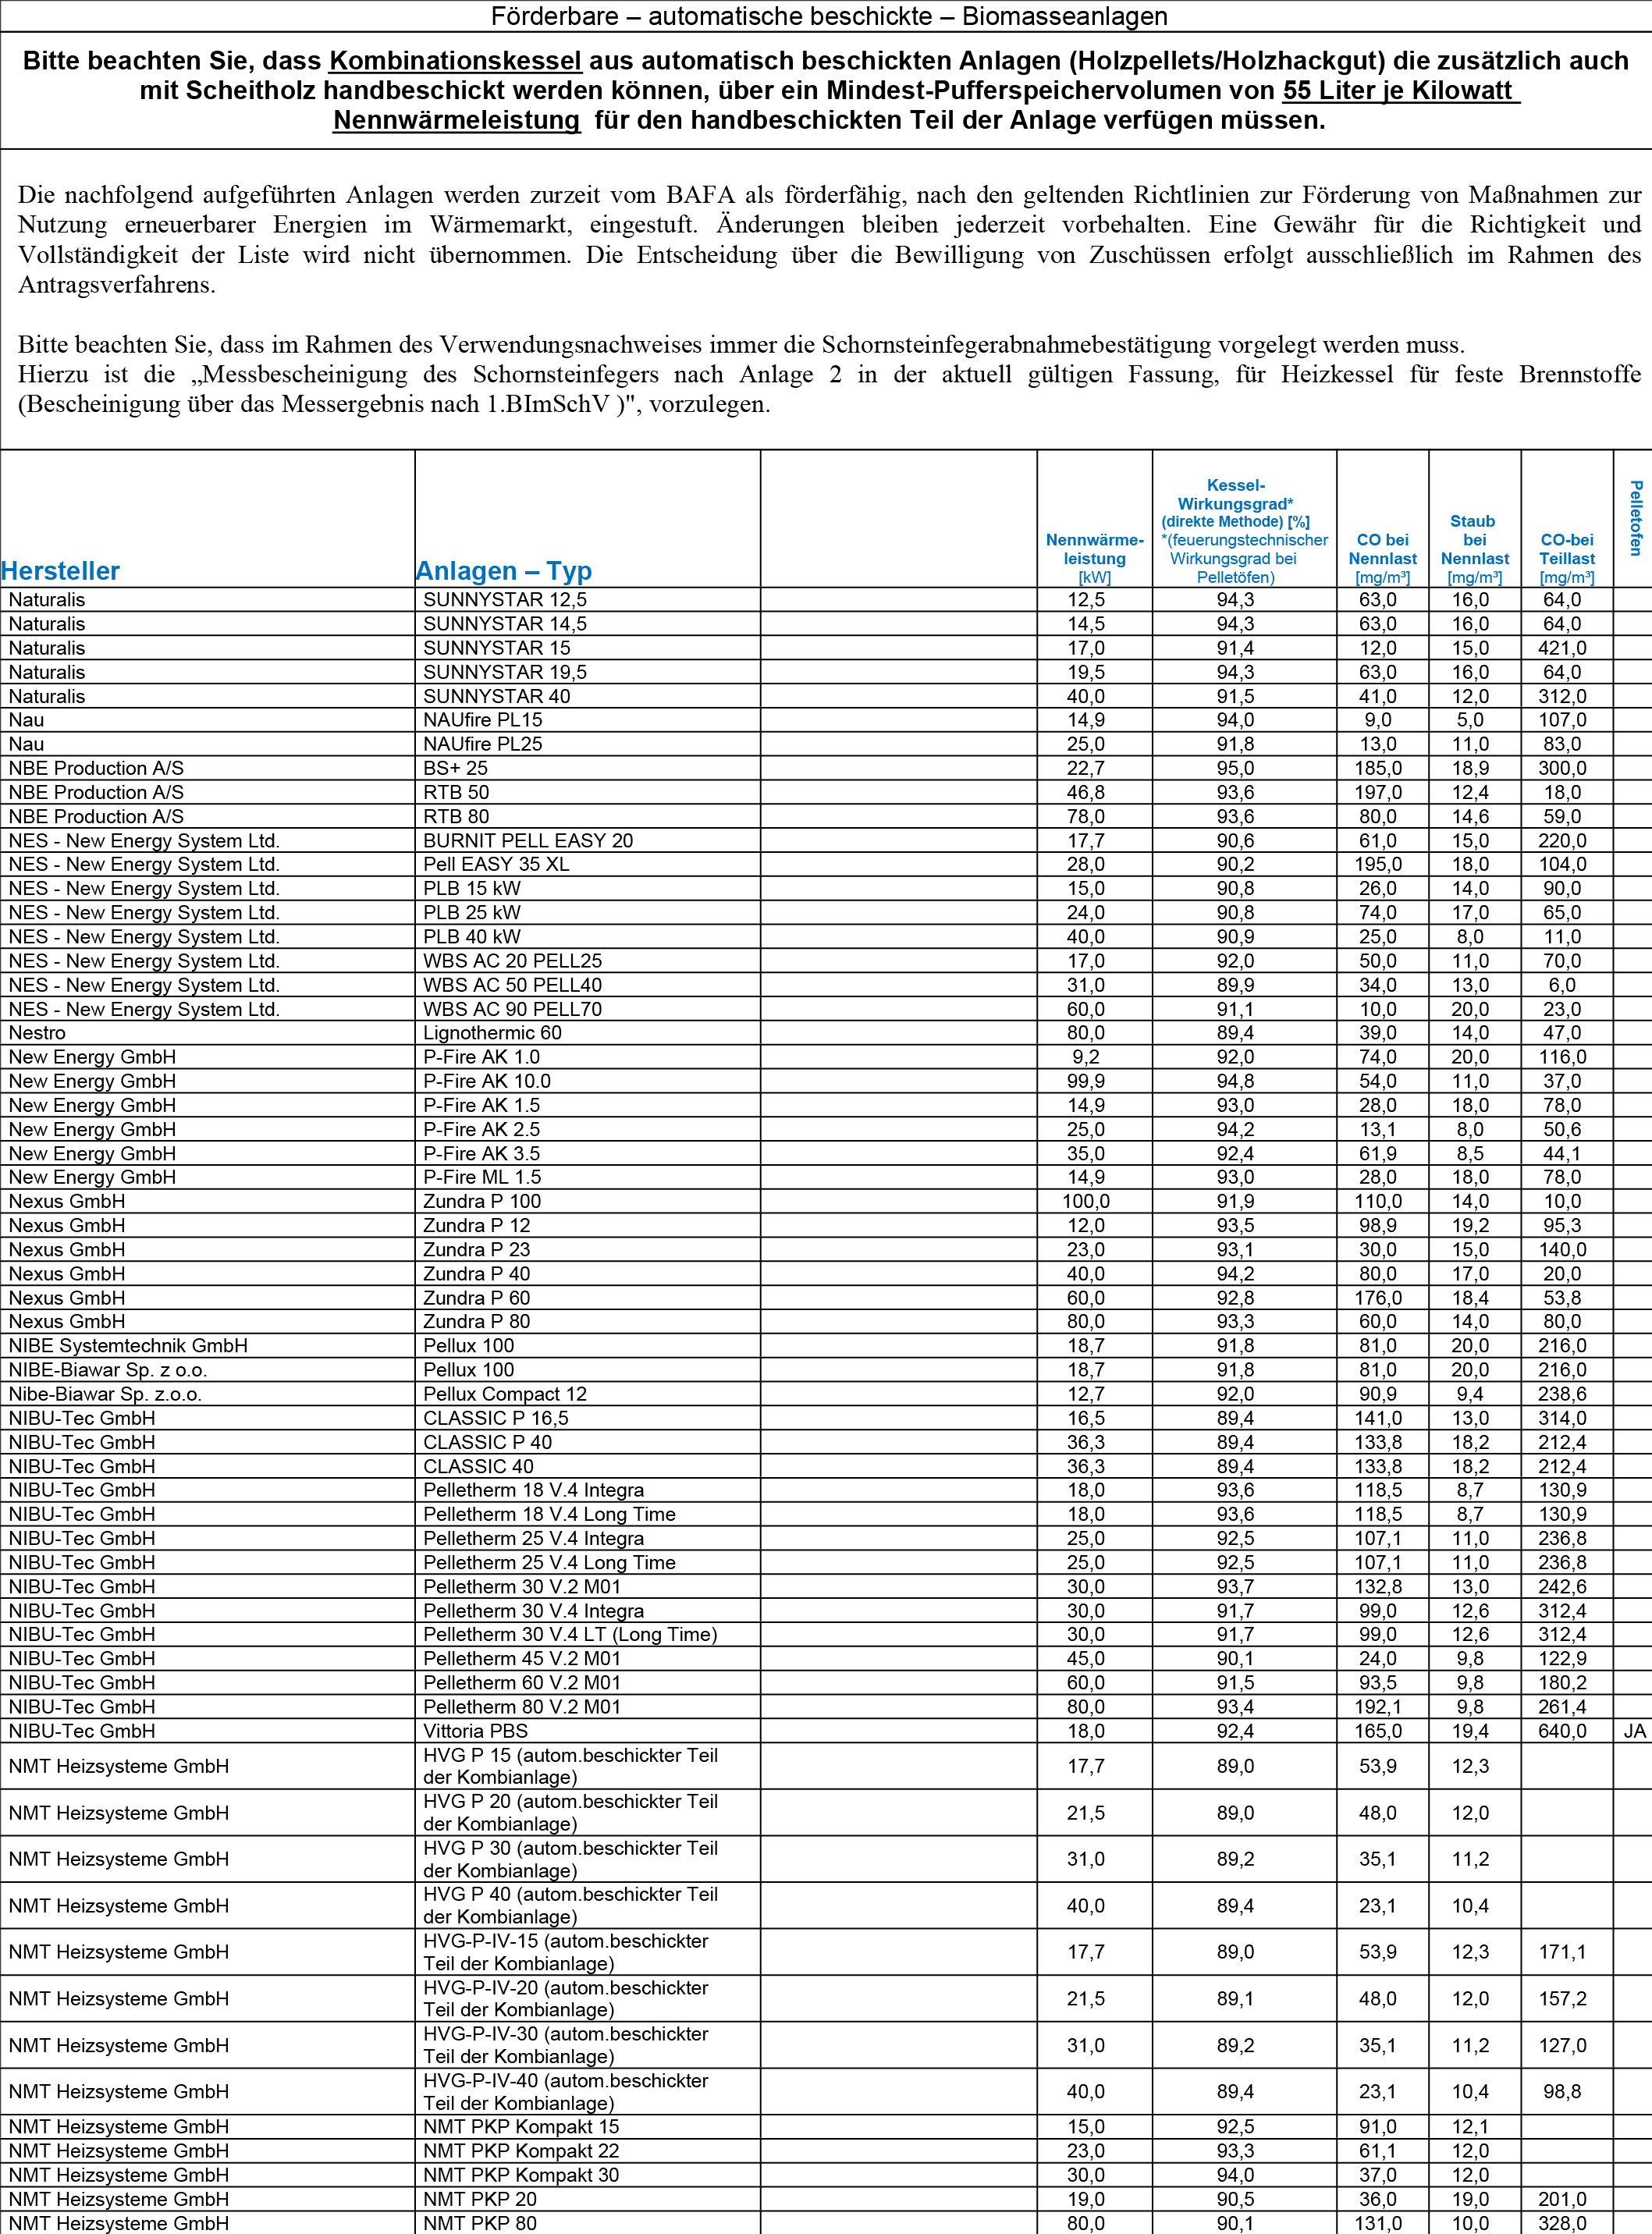 Förderbare – automatische beschickte – Biomasseanlagen
Bitte beachten Sie, dass Kombinationskessel aus automatisch beschickten Anlagen (Holzpellets/Holzhackgut) die zusätzlich auch
mit Scheitholz handbeschickt werden können, über ein Mindest-Pufferspeichervolumen von 55 Liter je Kilowatt
Nennwärmeleistung für den handbeschickten Teil der Anlage verfügen müssen.
Die nachfolgend aufgeführten Anlagen werden zurzeit vom BAFA als förderfähig, nach den geltenden Richtlinien zur Förderung von Maßnahmen zur
Nutzung erneuerbarer Energien im Wärmemarkt, eingestuft. Änderungen bleiben jederzeit vorbehalten. Eine Gewähr für die Richtigkeit und
Vollständigkeit der Liste wird nicht übernommen. Die Entscheidung über die Bewilligung von Zuschüssen erfolgt ausschließlich im Rahmen des
Antragsverfahrens.
Bitte beachten Sie, dass im Rahmen des Verwendungsnachweises immer die Schornsteinfegerabnahmebestätigung vorgelegt werden muss.
Hierzu ist die „Messbescheinigung des Schornsteinfegers nach Anlage 2 in der aktuell gültigen Fassung, für Heizkessel für feste Brennstoffe
(Bescheinigung über das Messergebnis nach 1.BImSchV )", vorzulegen.
Hersteller
Anlagen – Typ
Nennwärme-
leistung
[kW]
Kessel-
Wirkungsgrad*
(direkte Methode) [%]
*(feuerungstechnischer
Wirkungsgrad bei
Pelletöfen)
CO bei
Nennlast
[mg/m³]
Staub
bei
Nennlast
[mg/m³]
CO-bei
Teillast
[mg/m³]
Pelletofen
Naturalis SUNNYSTAR 12,5 12,5 94,3 63,0 16,0 64,0
Naturalis SUNNYSTAR 14,5 14,5 94,3 63,0 16,0 64,0
Naturalis SUNNYSTAR 15 17,0 91,4 12,0 15,0 421,0
Naturalis SUNNYSTAR 19,5 19,5 94,3 63,0 16,0 64,0
Naturalis SUNNYSTAR 40 40,0 91,5 41,0 12,0 312,0
Nau NAUfire PL15 14,9 94,0 9,0 5,0 107,0
Nau NAUfire PL25 25,0 91,8 13,0 11,0 83,0
NBE Production A/S BS+ 25 22,7 95,0 185,0 18,9 300,0
NBE Production A/S RTB 50 46,8 93,6 197,0 12,4 18,0
NBE Production A/S RTB 80 78,0 93,6 80,0 14,6 59,0
NES - New Energy System Ltd. BURNIT PELL EASY 20 17,7 90,6 61,0 15,0 220,0
NES - New Energy System Ltd. Pell EASY 35 XL 28,0 90,2 195,0 18,0 104,0
NES - New Energy System Ltd. PLB 15 kW 15,0 90,8 26,0 14,0 90,0
NES - New Energy System Ltd. PLB 25 kW 24,0 90,8 74,0 17,0 65,0
NES - New Energy System Ltd. PLB 40 kW 40,0 90,9 25,0 8,0 11,0
NES - New Energy System Ltd. WBS AC 20 PELL25 17,0 92,0 50,0 11,0 70,0
NES - New Energy System Ltd. WBS AC 50 PELL40 31,0 89,9 34,0 13,0 6,0
NES - New Energy System Ltd. WBS AC 90 PELL70 60,0 91,1 10,0 20,0 23,0
Nestro Lignothermic 60 80,0 89,4 39,0 14,0 47,0
New Energy GmbH P-Fire AK 1.0 9,2 92,0 74,0 20,0 116,0
New Energy GmbH P-Fire AK 10.0 99,9 94,8 54,0 11,0 37,0
New Energy GmbH P-Fire AK 1.5 14,9 93,0 28,0 18,0 78,0
New Energy GmbH P-Fire AK 2.5 25,0 94,2 13,1 8,0 50,6
New Energy GmbH P-Fire AK 3.5 35,0 92,4 61,9 8,5 44,1
New Energy GmbH P-Fire ML 1.5 14,9 93,0 28,0 18,0 78,0
Nexus GmbH Zundra P 100 100,0 91,9 110,0 14,0 10,0
Nexus GmbH Zundra P 12 12,0 93,5 98,9 19,2 95,3
Nexus GmbH Zundra P 23 23,0 93,1 30,0 15,0 140,0
Nexus GmbH Zundra P 40 40,0 94,2 80,0 17,0 20,0
Nexus GmbH Zundra P 60 60,0 92,8 176,0 18,4 53,8
Nexus GmbH Zundra P 80 80,0 93,3 60,0 14,0 80,0
NIBE Systemtechnik GmbH Pellux 100 18,7 91,8 81,0 20,0 216,0
NIBE-Biawar Sp. z o.o. Pellux 100 18,7 91,8 81,0 20,0 216,0
Nibe-Biawar Sp. z.o.o. Pellux Compact 12 12,7 92,0 90,9 9,4 238,6
NIBU-Tec GmbH CLASSIC P 16,5 16,5 89,4 141,0 13,0 314,0
NIBU-Tec GmbH CLASSIC P 40 36,3 89,4 133,8 18,2 212,4
NIBU-Tec GmbH CLASSIC 40 36,3 89,4 133,8 18,2 212,4
NIBU-Tec GmbH Pelletherm 18 V.4 Integra 18,0 93,6 118,5 8,7 130,9
NIBU-Tec GmbH Pelletherm 18 V.4 Long Time 18,0 93,6 118,5 8,7 130,9
NIBU-Tec GmbH Pelletherm 25 V.4 Integra 25,0 92,5 107,1 11,0 236,8
NIBU-Tec GmbH Pelletherm 25 V.4 Long Time 25,0 92,5 107,1 11,0 236,8
NIBU-Tec GmbH Pelletherm 30 V.2 M01 30,0 93,7 132,8 13,0 242,6
NIBU-Tec GmbH Pelletherm 30 V.4 Integra 30,0 91,7 99,0 12,6 312,4
NIBU-Tec GmbH Pelletherm 30 V.4 LT (Long Time) 30,0 91,7 99,0 12,6 312,4
NIBU-Tec GmbH Pelletherm 45 V.2 M01 45,0 90,1 24,0 9,8 122,9
NIBU-Tec GmbH Pelletherm 60 V.2 M01 60,0 91,5 93,5 9,8 180,2
NIBU-Tec GmbH Pelletherm 80 V.2 M01 80,0 93,4 192,1 9,8 261,4
NIBU-Tec GmbH Vittoria PBS 18,0 92,4 165,0 19,4 640,0 JA
HVG P 15 (autom.beschickter Teil
NMT Heizsysteme GmbH der Kombianlage) 17,7 89,0 53,9 12,3
HVG P 20 (autom.beschickter Teil
NMT Heizsysteme GmbH der Kombianlage) 21,5 89,0 48,0 12,0
HVG P 30 (autom.beschickter Teil
NMT Heizsysteme GmbH der Kombianlage) 31,0 89,2 35,1 11,2
HVG P 40 (autom.beschickter Teil
NMT Heizsysteme GmbH der Kombianlage) 40,0 89,4 23,1 10,4
HVG-P-IV-15 (autom.beschickter
NMT Heizsysteme GmbH Teil der Kombianlage) 17,7 89,0 53,9 12,3 171,1
HVG-P-IV-20 (autom.beschickter
NMT Heizsysteme GmbH Teil der Kombianlage) 21,5 89,1 48,0 12,0 157,2
HVG-P-IV-30 (autom.beschickter
NMT Heizsysteme GmbH Teil der Kombianlage) 31,0 89,2 35,1 11,2 127,0
HVG-P-IV-40 (autom.beschickter
NMT Heizsysteme GmbH Teil der Kombianlage) 40,0 89,4 23,1 10,4 98,8
NMT Heizsysteme GmbH NMT PKP Kompakt 15 15,0 92,5 91,0 12,1
NMT Heizsysteme GmbH NMT PKP Kompakt 22 23,0 93,3 61,1 12,0
NMT Heizsysteme GmbH NMT PKP Kompakt 30 30,0 94,0 37,0 12,0
NMT Heizsysteme GmbH NMT PKP 20 19,0 90,5 36,0 19,0 201,0
NMT Heizsysteme GmbH NMT PKP 80 80,0 90,1 131,0 10,0 328,0